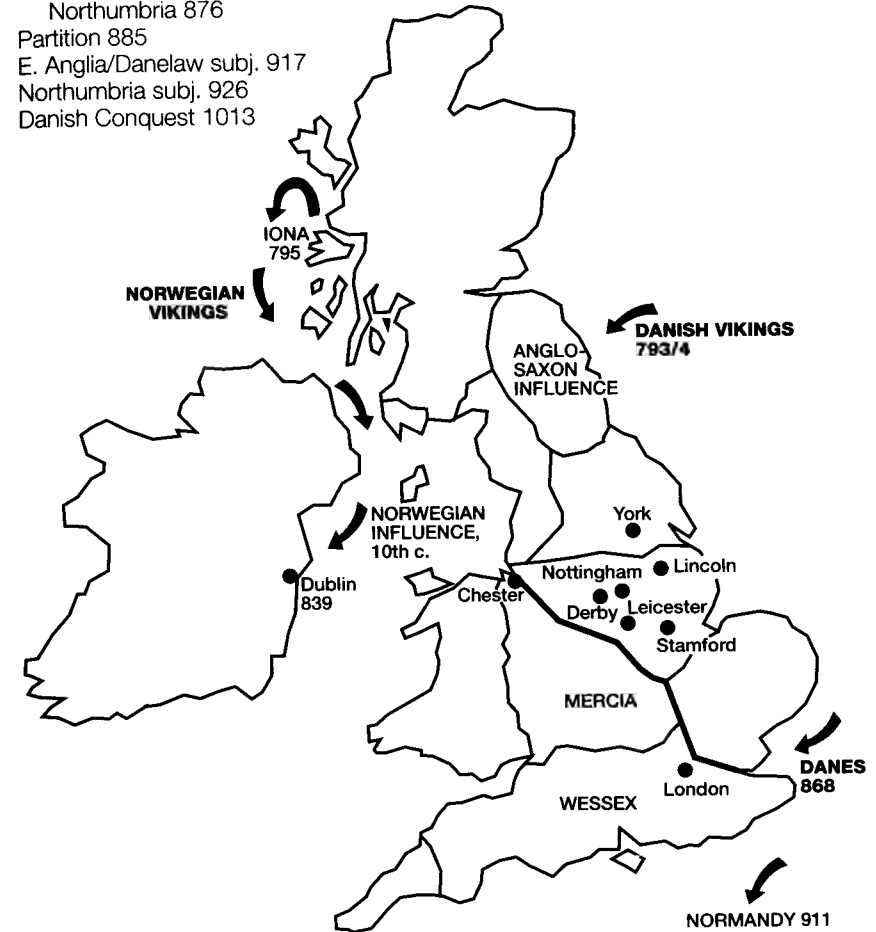 Northumbria 876
Partition 885
E. Anglia/Danelaw subj. 917
Northumbria subj. 926
Danish Conquest 1013
IONA
795
NORWEGIAN
VIKINGS
DANISH VIKINGS
793/4
ANGLO-
SAXON
INFLUENCE
NORWEGIAN
INFLUENCE,
10th c.
York
Dublin
839
Chester
Nottingham
Lincoln
Derby
Leicester
Stamford
MERCIA
DANES
868
London
WESSEX
NORMANDY 911